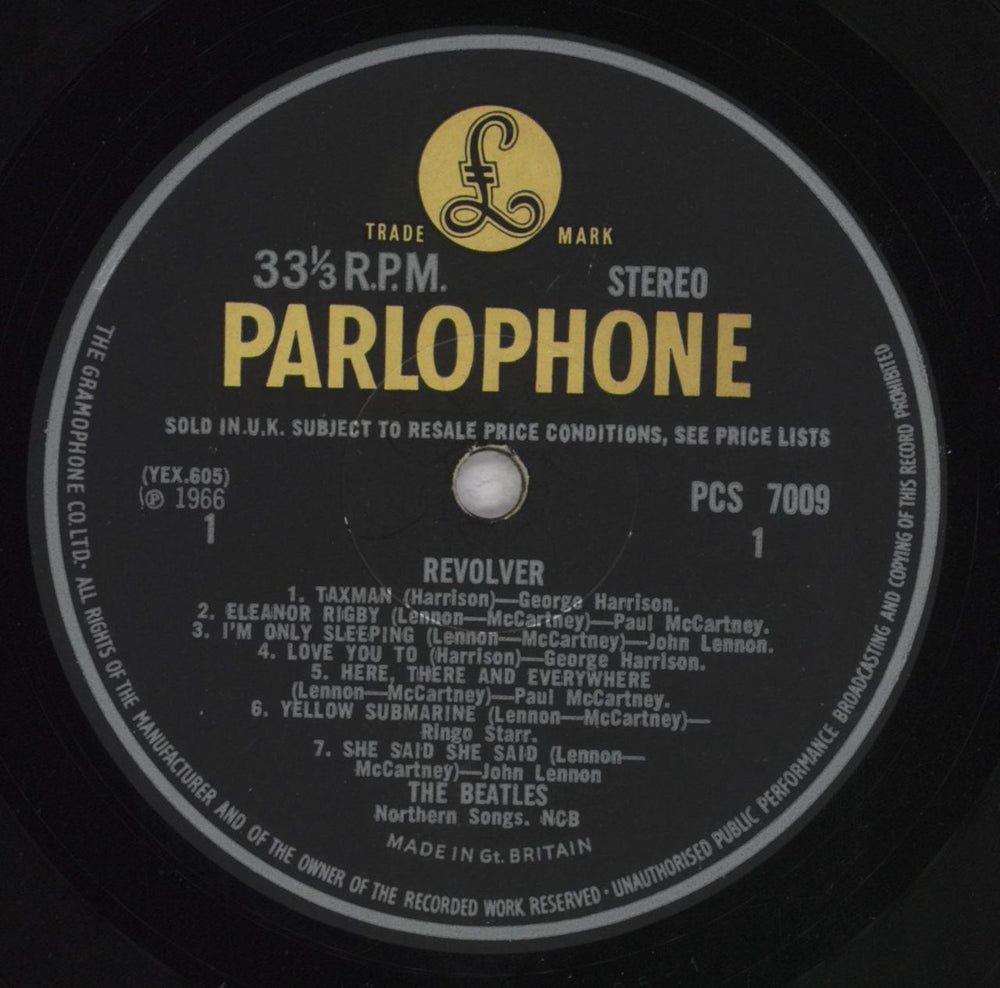 £
TRADE MARK
33⅓ R.P.M. STEREO
PARLOPHONE
SOLD IN.U.K. SUBJECT TO RESALE PRICE CONDITIONS, SEE PRICE LISTS
(YEX.605)
℗ 1966
1
PCS 7009
1
REVOLVER
1. TAXMAN (Harrison)—George Harrison.
2. ELEANOR RIGBY (Lennon—McCartney)—Paul McCartney.
3. I'M ONLY SLEEPING (Lennon—McCartney)—John Lennon.
4. LOVE YOU TO (Harrison)—George Harrison.
5. HERE, THERE AND EVERYWHERE
(Lennon—McCartney)—Paul McCartney.
6. YELLOW SUBMARINE (Lennon—McCartney)—
Ringo Starr.
7. SHE SAID SHE SAID (Lennon—
McCartney)—John Lennon
THE BEATLES
Northern Songs. NCB
MADE IN Gt. BRITAIN
THE GRAMOPHONE CO.LTD. · ALL RIGHTS OF THE MANUFACTURER AND OF THE OWNER OF THE RECORDED WORK RESERVED · UNAUTHORISED PUBLIC PERFORMANCE BROADCASTING AND COPYING OF THIS RECORD PROHIBITED